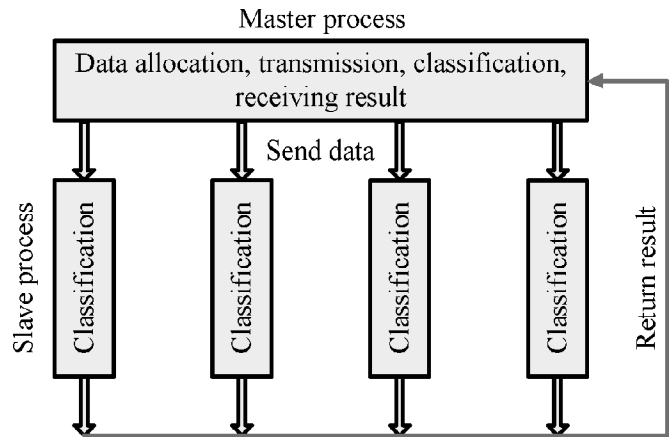 Master process
Data allocation, transmission, classification,
receiving result
Send data
Slave process
Classification
Classification
Classification
Classification
Return result